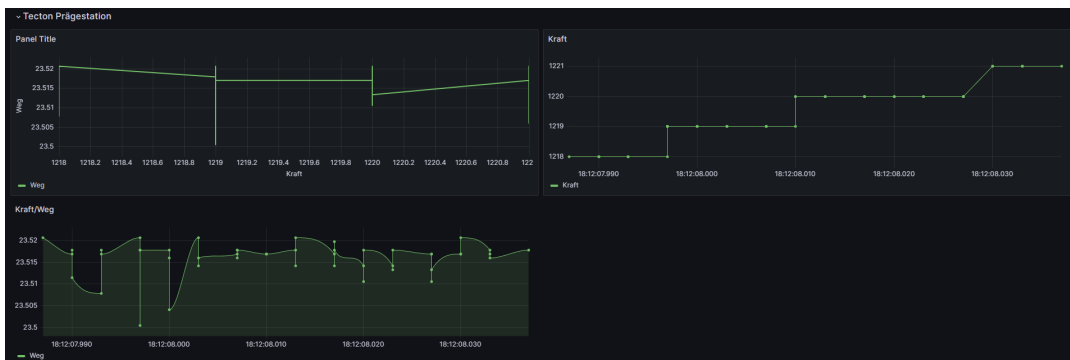 Tecton Prägestation
Panel Title
23.52
23.515
23.51
23.505
23.5
Weg
1218 1218.2 1218.4 1218.6 1218.8 1219 1219.2 1219.4 1219.6 1219.8 1220 1220.2 1220.4 1220.6 1220.8 122
Kraft
Weg
Kraft
1221
1220
1219
1218
18:12:07.990 18:12:08.000 18:12:08.010 18:12:08.020 18:12:08.030
Kraft
Kraft/Weg
23.52
23.515
23.51
23.505
23.5
18:12:07.990 18:12:08.000 18:12:08.010 18:12:08.020 18:12:08.030
Weg